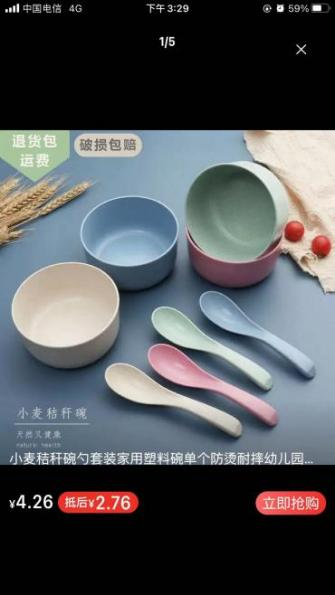 中国电信 4G 下午3:29 59%
1/5
退货包
运费
破损包赔
小麦秸秆碗
天然又健康
natural health
小麦秸秆碗勺套装家用塑料碗单个防烫耐摔幼儿园...
¥4.26 抵后¥2.76 立即抢购